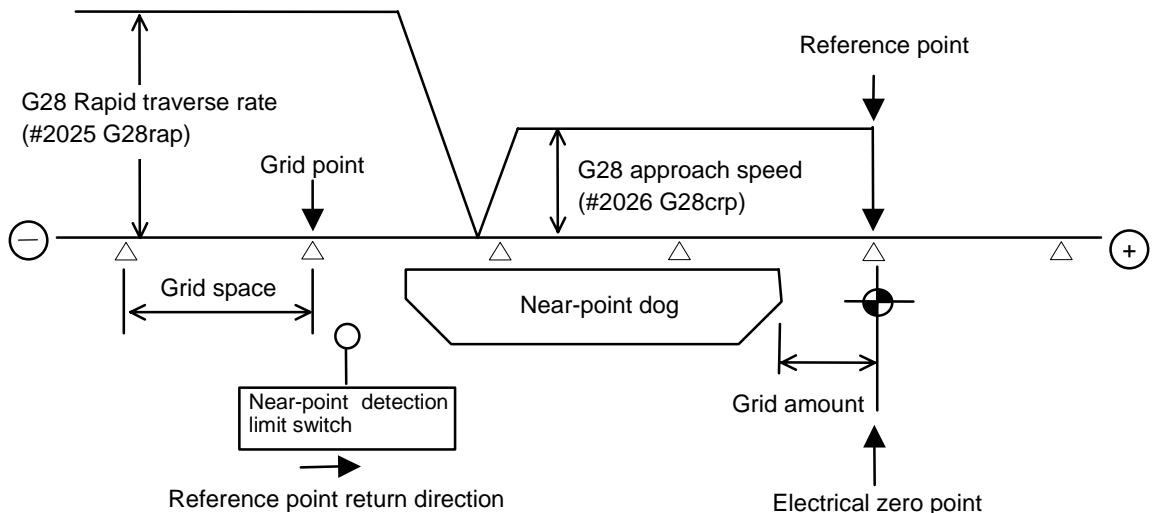 Reference point
G28 Rapid traverse rate
(#2025 G28rap)
Grid point
G28 approach speed
(#2026 G28crp)
−
+
Grid space
Near-point dog
Near-point detection
limit switch
Grid amount
Reference point return direction
Electrical zero point